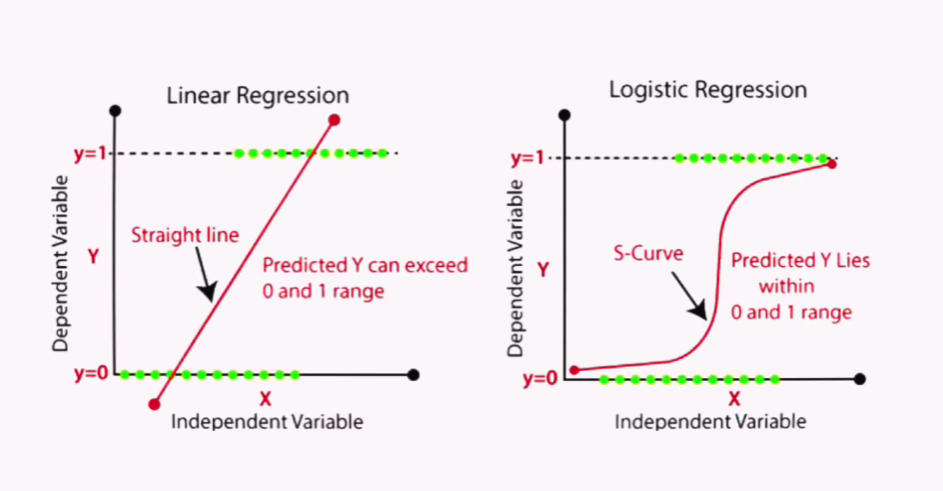 Linear Regression
y=1
Dependent Variable
Y
Straight line
Predicted Y can exceed
0 and 1 range
y=0
X
Independent Variable
Logistic Regression
y=1
Dependent Variable
Y
S-Curve
Predicted Y Lies
within
0 and 1 range
y=0
X
Independent Variable